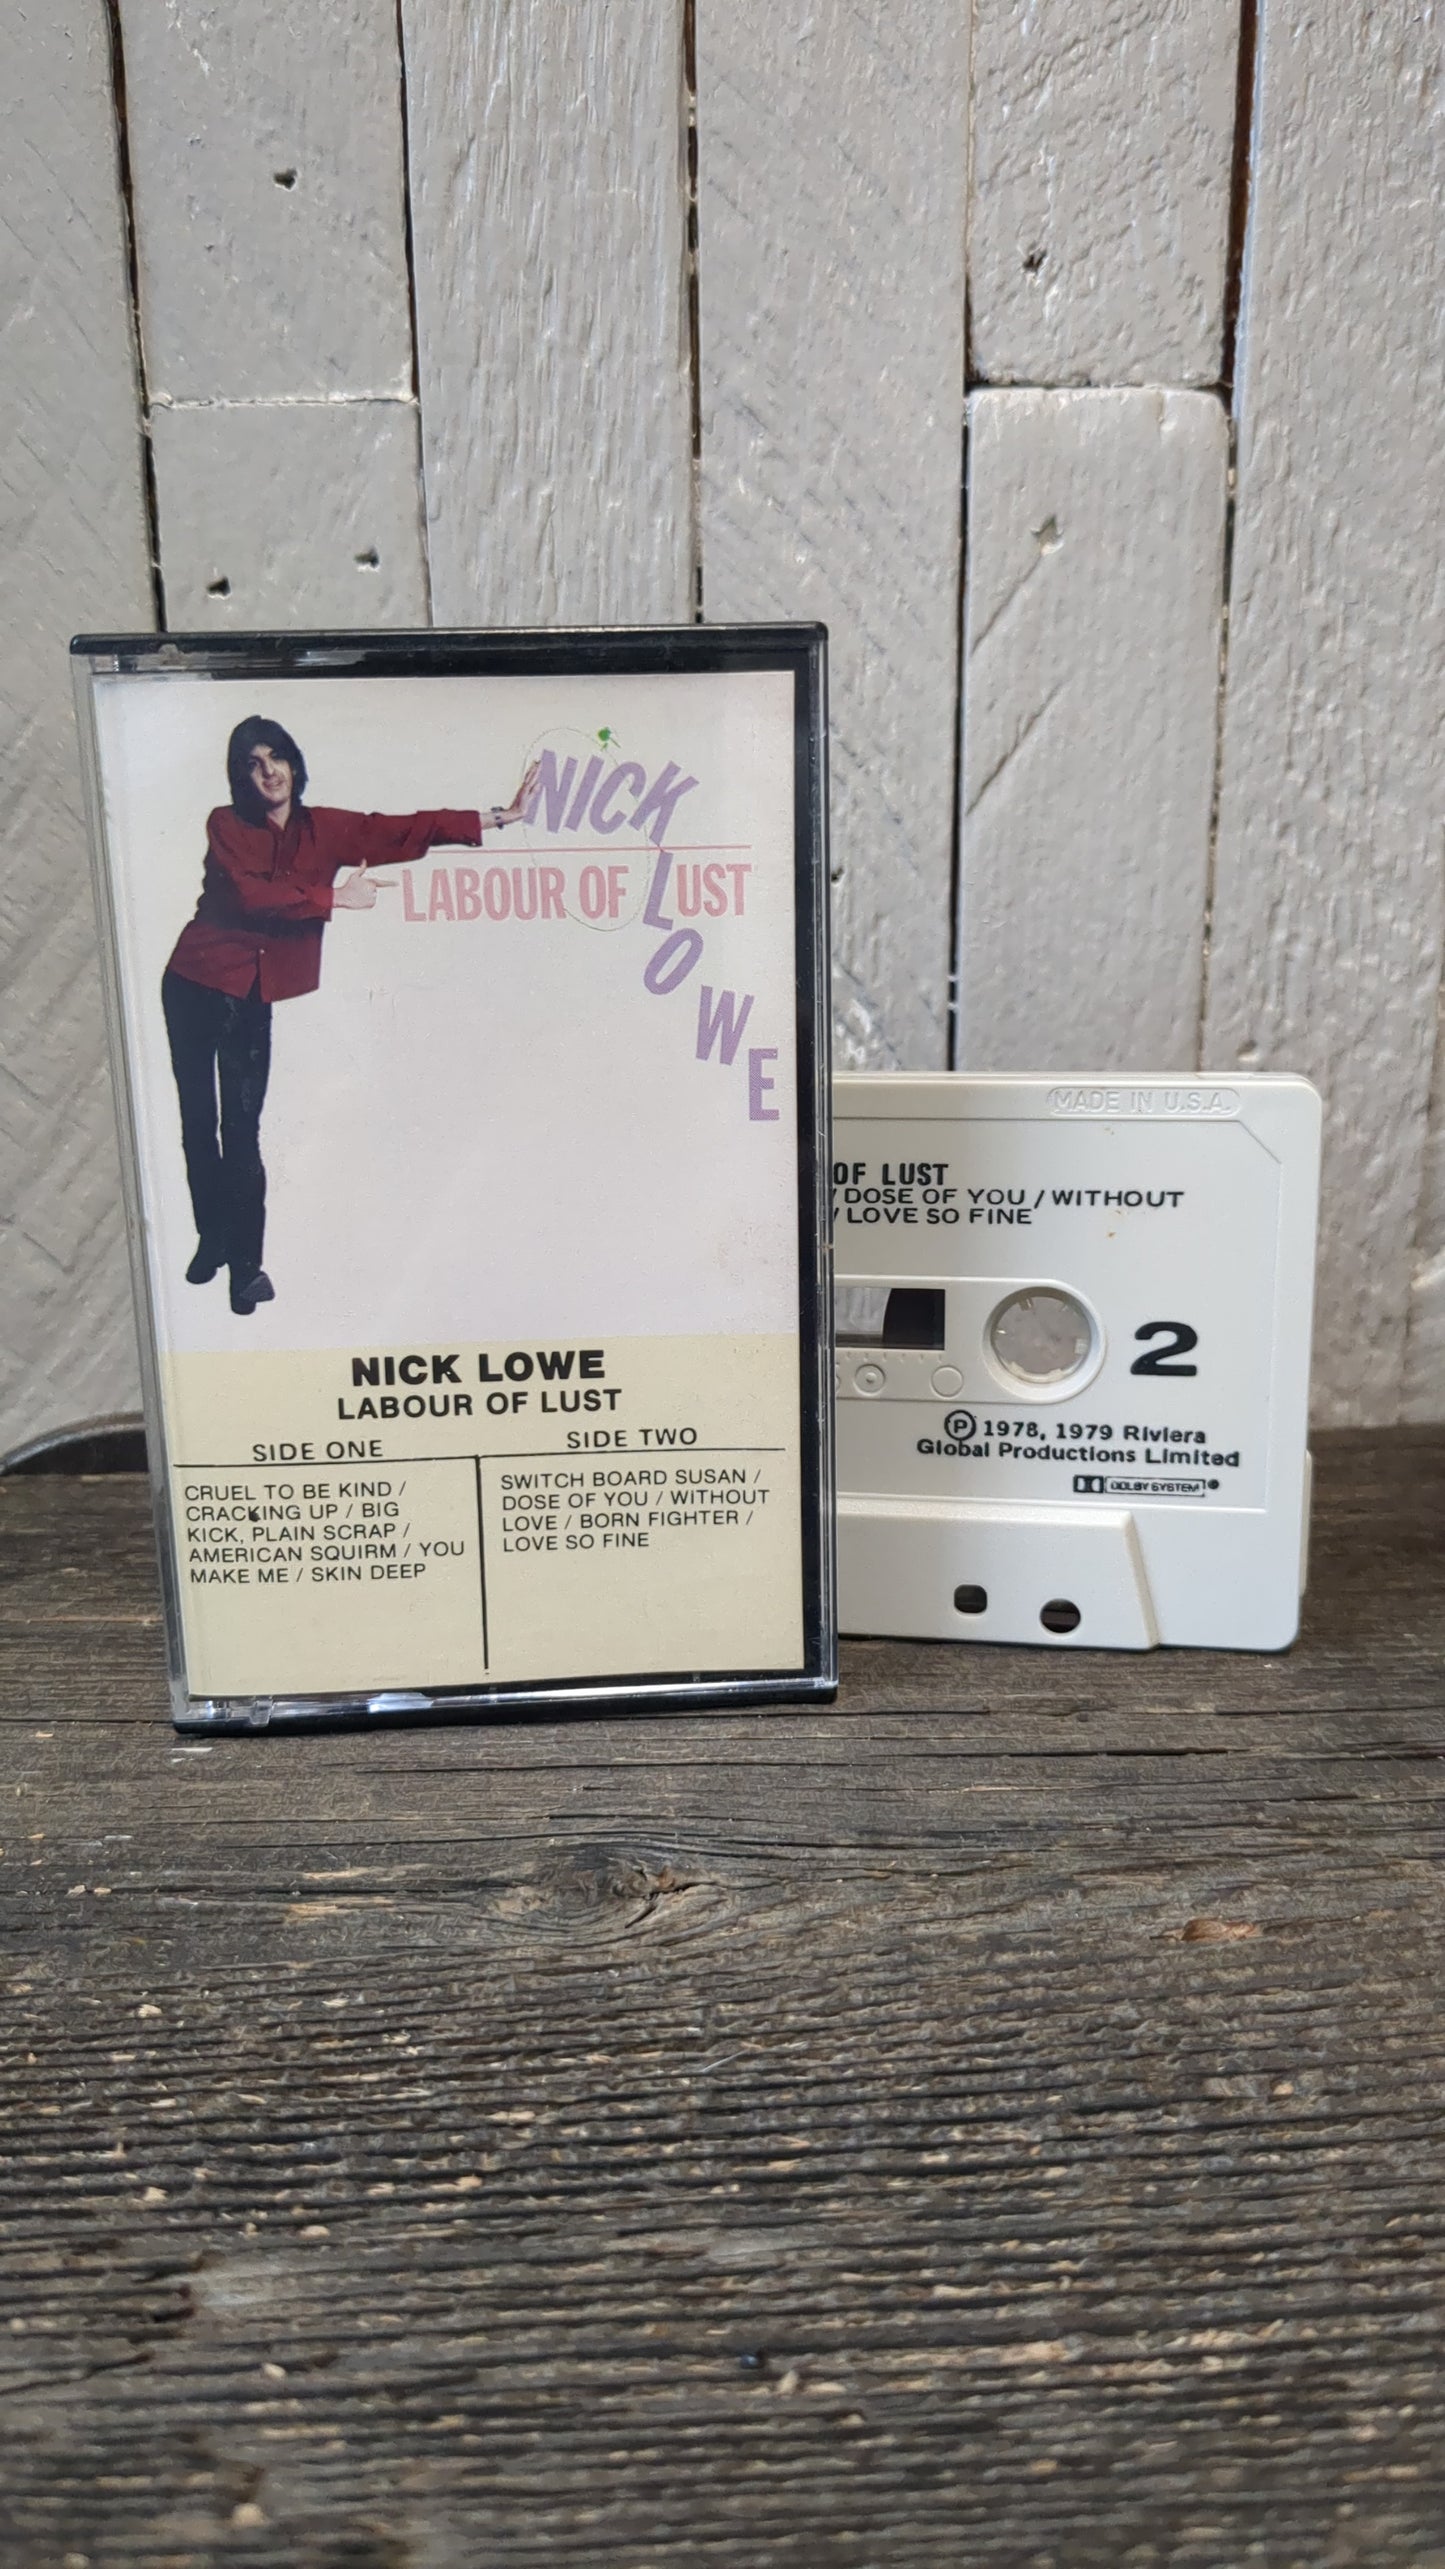 NICK
LABOUR OF LUST
LOWE
NICK LOWE
LABOUR OF LUST
SIDE ONE
CRUEL TO BE KIND /
CRACKING UP / BIG
KICK, PLAIN SCRAP /
AMERICAN SQUIRM / YOU
MAKE ME / SKIN DEEP
SIDE TWO
SWITCH BOARD SUSAN /
DOSE OF YOU / WITHOUT
LOVE / BORN FIGHTER /
LOVE SO FINE
MADE IN U.S.A.
OF LUST
/ DOSE OF YOU / WITHOUT
/ LOVE SO FINE
2
Ⓟ 1978, 1979 Riviera
Global Productions Limited
DOLBY SYSTEM